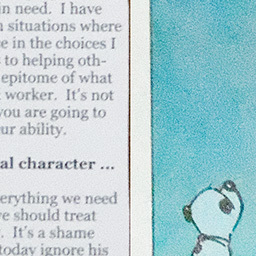 in need. I have
situations where
e in the choices I
to helping oth-
epitome of what
worker. It's not
you are going to
ur ability.
al character ...
erything we need
e should treat
. It's a shame
today ignore his